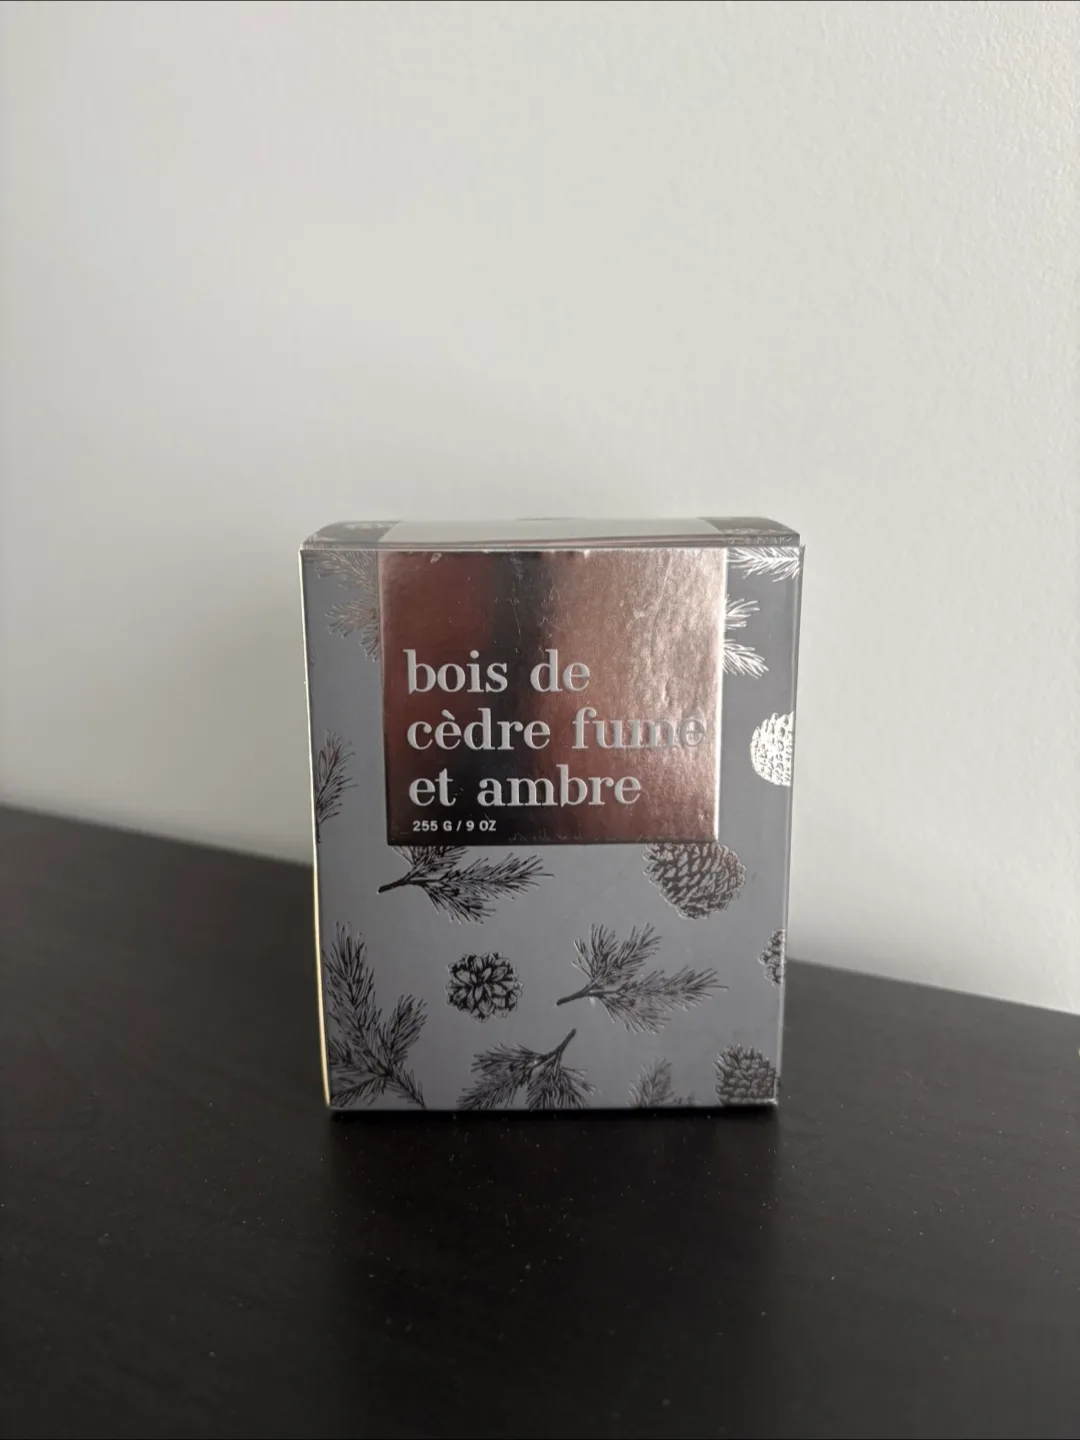 bois de
cèdre fumé
et ambre
255 G / 9 OZ